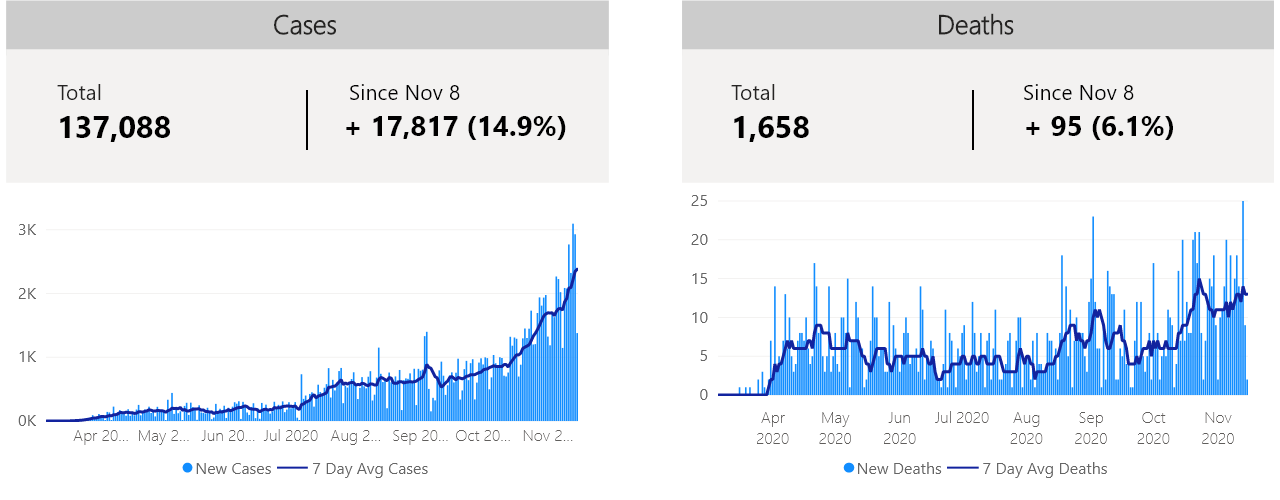 Cases
Total
137,088
Since Nov 8
+ 17,817 (14.9%)
3K
2K
1K
0K
Apr 20...
May 2...
Jun 20...
Jul 2020
Aug 2...
Sep 20...
Oct 20...
Nov 2...
New Cases
7 Day Avg Cases
Deaths
Total
1,658
Since Nov 8
+ 95 (6.1%)
25
20
15
10
5
0
Apr
2020
May
2020
Jun
2020
Jul 2020
Aug
2020
Sep
2020
Oct
2020
Nov
2020
New Deaths
7 Day Avg Deaths